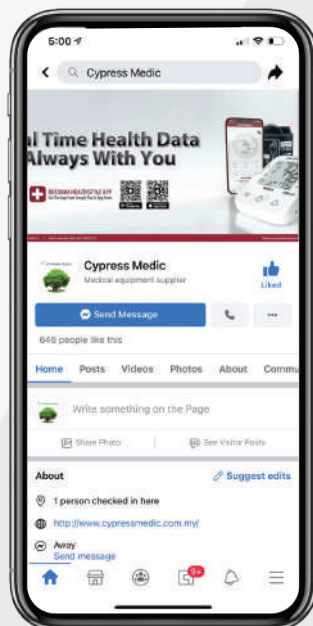 5:00
Cypress Medic
l Time Health Data
Always With You
Cypress Medic
Medical equipment supplier
Liked
Send Message
646 people like this
Home Posts Videos Photos About Commu
Write something on the Page
Share Photo
See Visitor Posts
About
Suggest edits
1 person checked in here
http://www.cypressmedic.com.my/
Away
Send message
9+